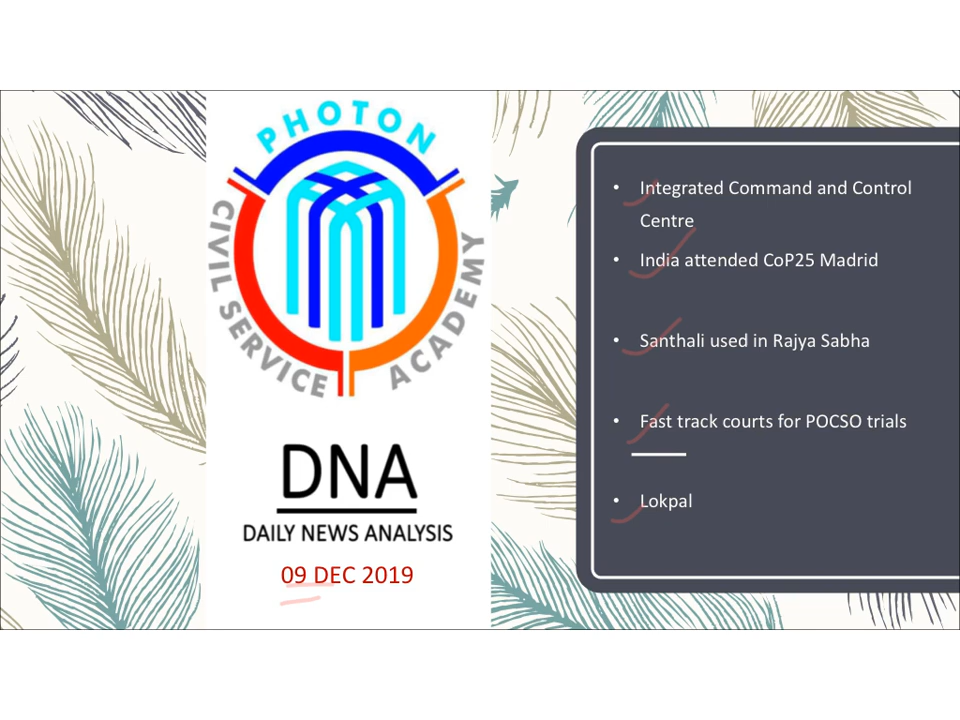 PHOTON
CIVIL SERVICE
ACADEMY
DNA
DAILY NEWS ANALYSIS
09 DEC 2019
• Integrated Command and Control
Centre
• India attended CoP25 Madrid
• Santhali used in Rajya Sabha
• Fast track courts for POCSO trials
• Lokpal